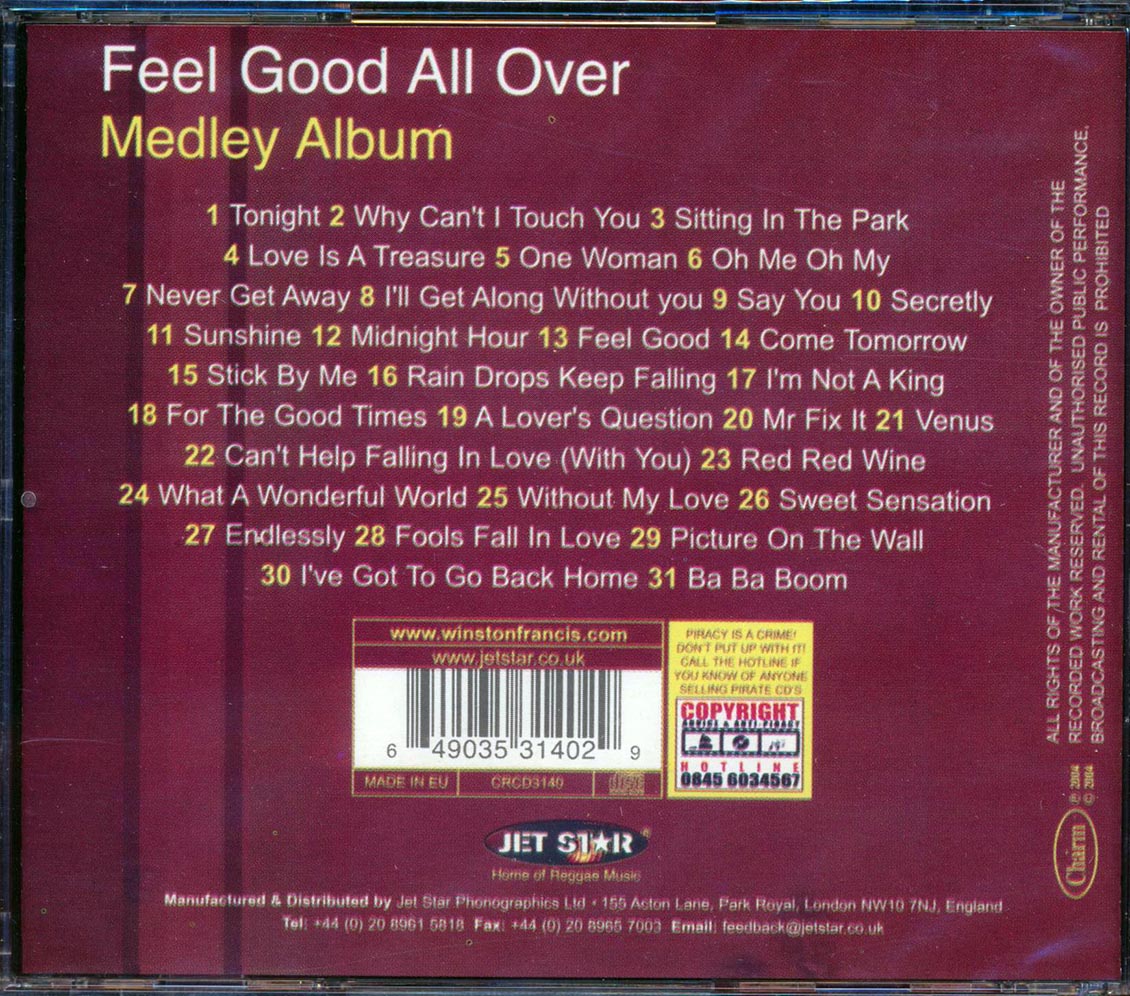 Feel Good All Over
Medley Album
1 Tonight 2 Why Can't I Touch You 3 Sitting In The Park
4 Love Is A Treasure 5 One Woman 6 Oh Me Oh My
7 Never Get Away 8 I'll Get Along Without you 9 Say You 10 Secretly
11 Sunshine 12 Midnight Hour 13 Feel Good 14 Come Tomorrow
15 Stick By Me 16 Rain Drops Keep Falling 17 I'm Not A King
18 For The Good Times 19 A Lover's Question 20 Mr Fix It 21 Venus
22 Can't Help Falling In Love (With You) 23 Red Red Wine
24 What A Wonderful World 25 Without My Love 26 Sweet Sensation
27 Endlessly 28 Fools Fall In Love 29 Picture On The Wall
30 I've Got To Go Back Home 31 Ba Ba Boom
www.winstonfrancis.com
www.jetstar.co.uk
6 49035 31402 9
MADE IN EU CRCD3140
PIRACY IS A CRIME!
DON'T PUT UP WITH IT!
CALL THE HOTLINE IF
YOU KNOW OF ANYONE
SELLING PIRATE CD'S
COPYRIGHT
ADVICE & ANTI-PIRACY
HOTLINE
0845 6034567
JET STAR
Home of Reggae Music
Manufactured & Distributed by Jet Star Phonographics Ltd • 155 Acton Lane, Park Royal, London NW10 7NJ, England
Tel: +44 (0) 20 8961 5818 Fax: +44 (0) 20 8965 7003 Email: feedback@jetstar.co.uk
ALL RIGHTS OF /THE MANUFACTURER AND OF THE OWNER OF THE
RECORDED WORK RESERVED. UNAUTHORISED PUBLIC PERFORMANCE,
BROADCASTING AND RENTAL OF THIS RECORD IS PROHIBITED
Charm
℗ 2004
© 2004